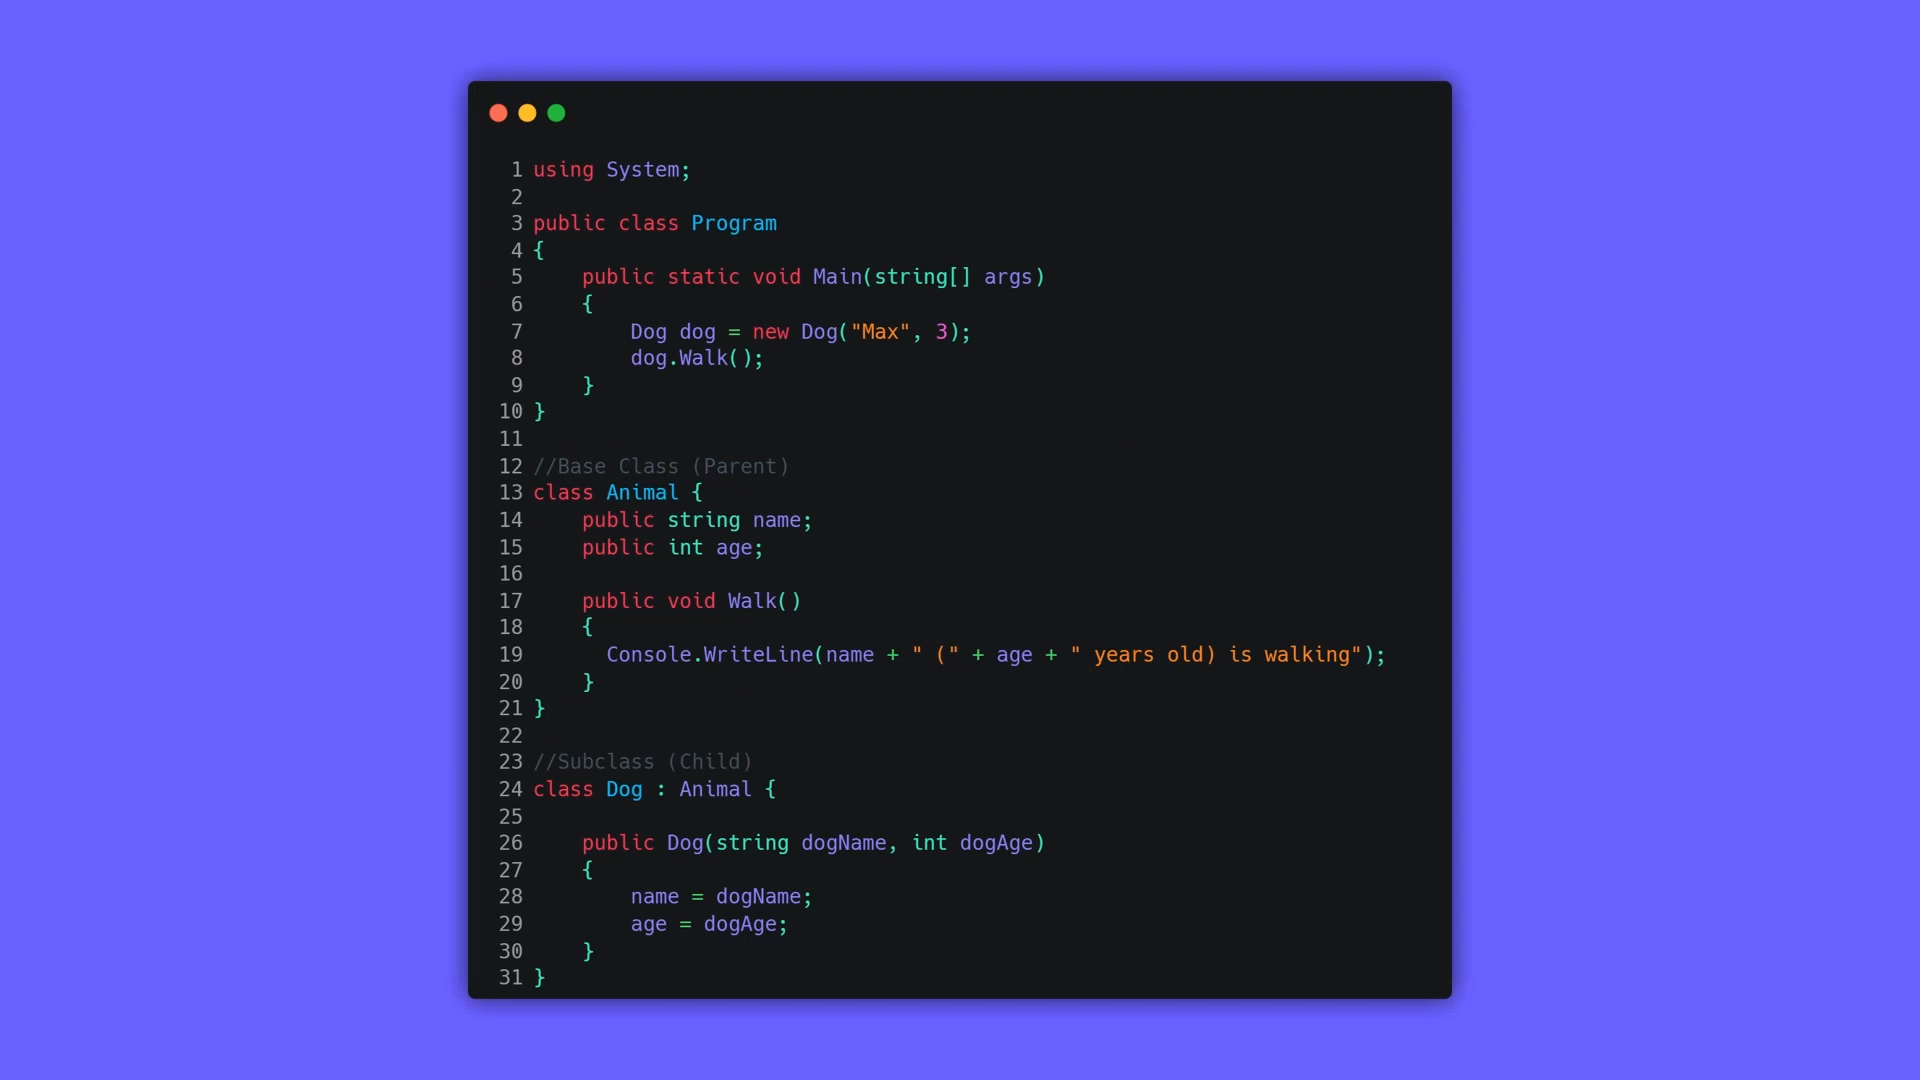 1 using System;
2
3 public class Program
4 {
5     public static void Main(string[] args)
6     {
7         Dog dog = new Dog("Max", 3);
8         dog.Walk();
9     }
10 }
11
12 //Base Class (Parent)
13 class Animal {
14     public string name;
15     public int age;
16
17     public void Walk()
18     {
19       Console.WriteLine(name + " (" + age + " years old) is walking");
20     }
21 }
22
23 //Subclass (Child)
24 class Dog : Animal {
25
26     public Dog(string dogName, int dogAge)
27     {
28         name = dogName;
29         age = dogAge;
30     }
31 }